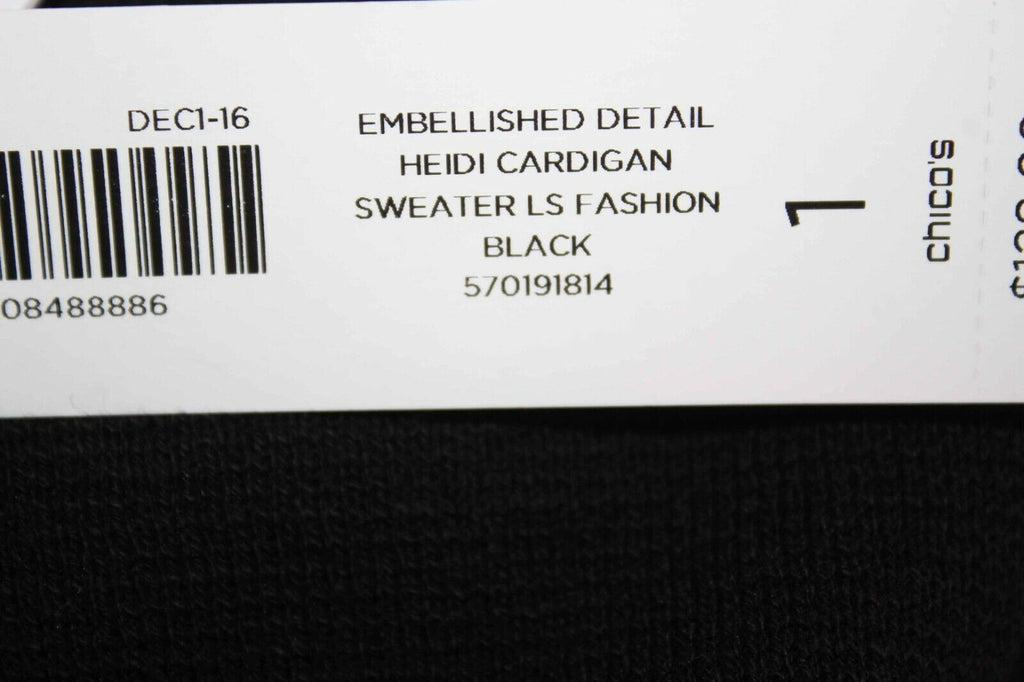 DEC1-16
08488886
EMBELLISHED DETAIL
HEIDI CARDIGAN
SWEATER LS FASHION
BLACK
570191814
1
chico's